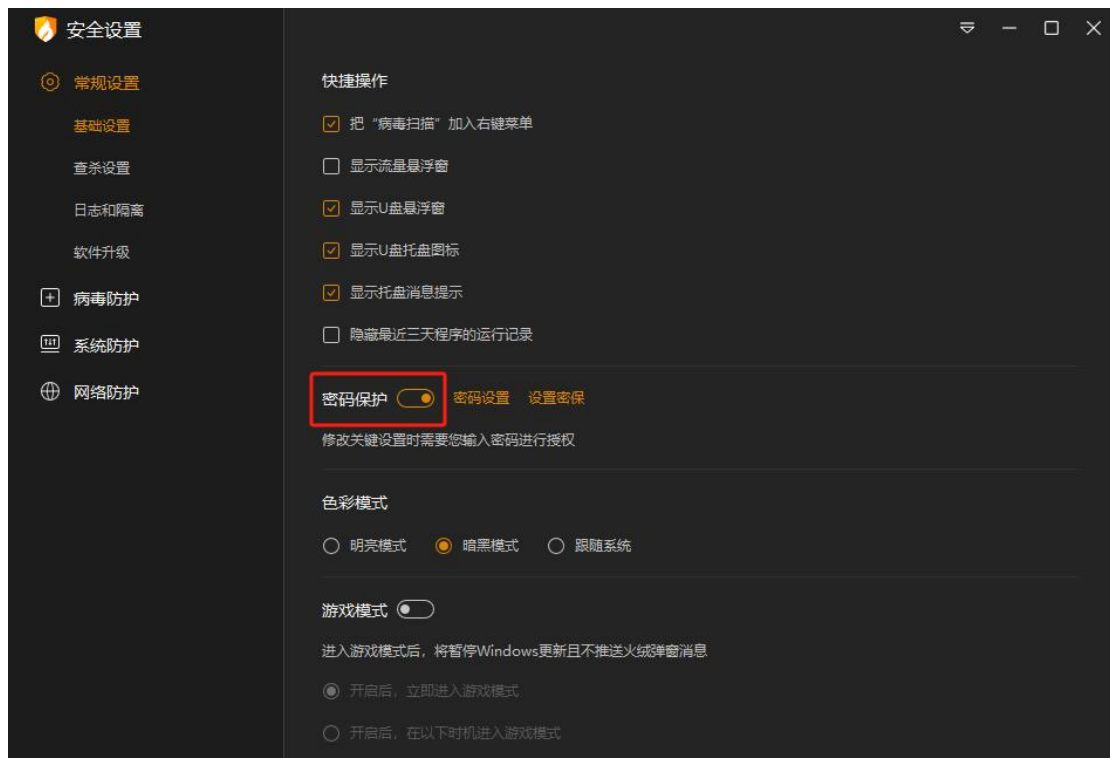 安全设置
常规设置
基础设置
查杀设置
日志和隔离
软件升级
病毒防护
系统防护
网络防护
快捷操作
把“病毒扫描”加入右键菜单
显示流量悬浮窗
显示U盘悬浮窗
显示U盘托盘图标
显示托盘消息提示
隐藏最近三天程序的运行记录
密码保护 密码设置 设置密保
修改关键设置时需要您输入密码进行授权
色彩模式
明亮模式 暗黑模式 跟随系统
游戏模式
进入游戏模式后，将暂停Windows更新且不推送火绒弹窗消息
开启后，立即进入游戏模式
开启后，在以下时机进入游戏模式